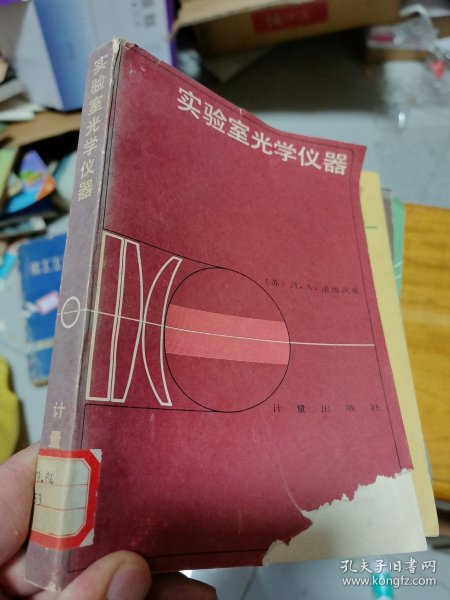 实验室光学仪器
实验室光学仪器
〔苏〕Л.А.
计量出版社
计量
孔夫子旧书网
www.kongfz.com